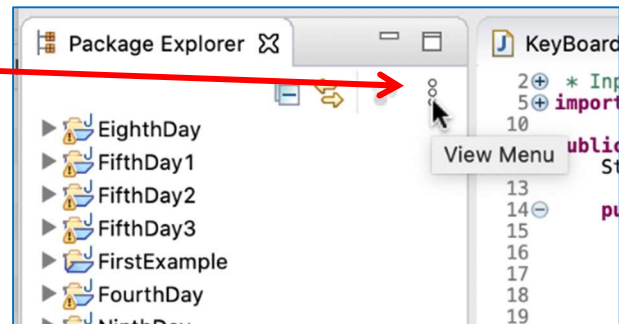 Package Explorer
KeyBoard
2 * Inp
5 import
10
ublic
View Menu
St
13
14 pu
15
16
17
18
19
EighthDay
FifthDay1
FifthDay2
FifthDay3
FirstExample
FourthDay
NinthDay